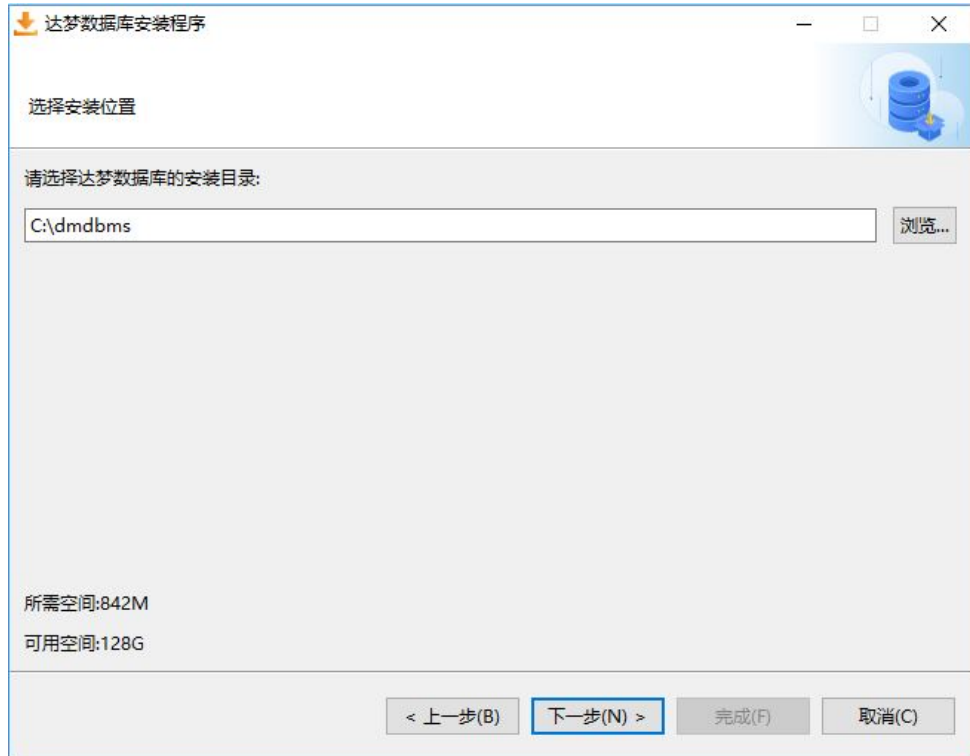 达梦数据库安装程序
选择安装位置
请选择达梦数据库的安装目录:
C:\dmdbms
浏览...
所需空间:842M
可用空间:128G
< 上一步(B)
下一步(N) >
完成(F)
取消(C)